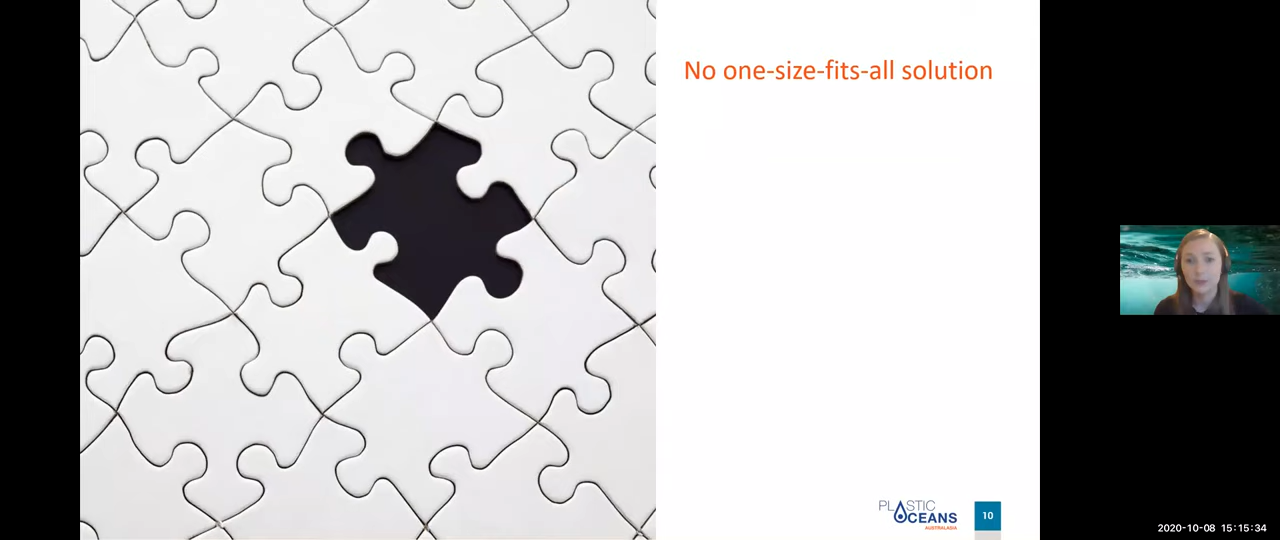 No one-size-fits-all solution
PLASTIC
OCEANS
AUSTRALASIA
10
2020-10-08 15:15:34